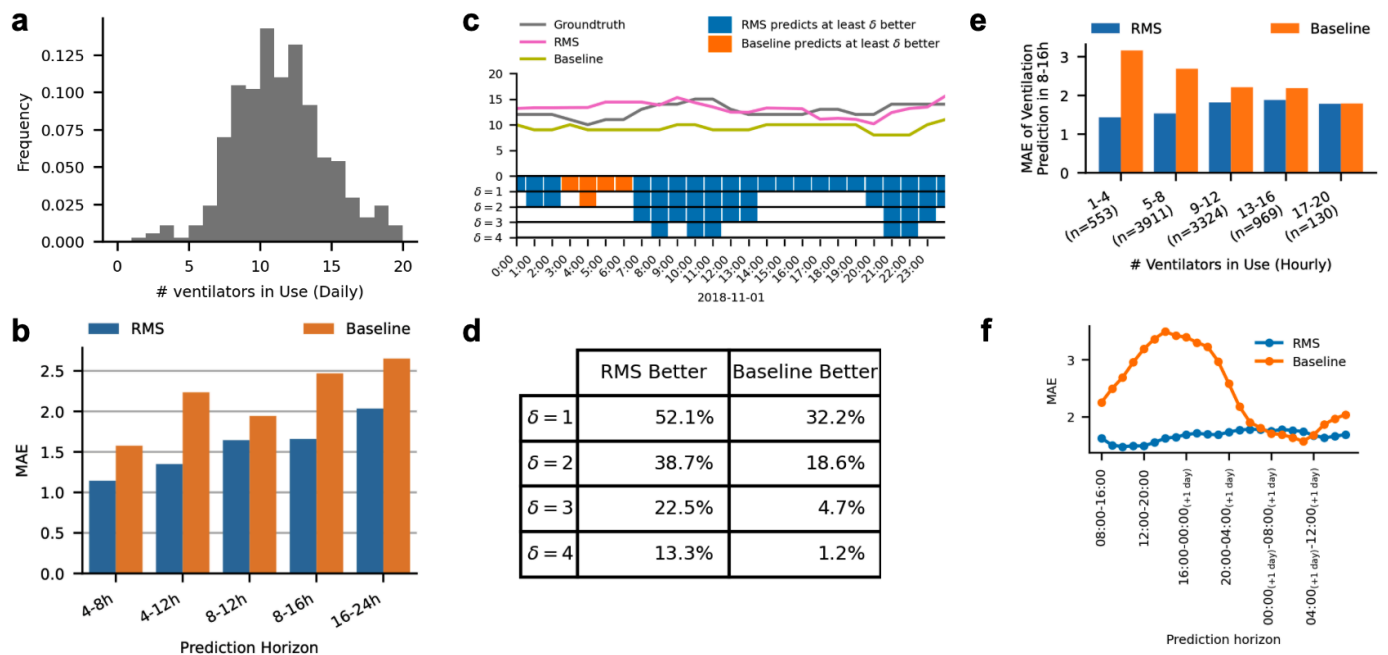 a
0.125
0.100
0.075
0.050
0.025
0.000
Frequency
0 5 10 15 20
# ventilators in Use (Daily)
b
RMS Baseline
2.5
2.0
1.5
1.0
0.5
0.0
MAE
4-8h 4-12h 8-12h 8-16h 16-24h
Prediction Horizon
c
Groundtruth
RMS
Baseline
RMS predicts at least δ better
Baseline predicts at least δ better
20
15
10
5
0
δ = 1
δ = 2
δ = 3
δ = 4
0:00 1:00 2:00 3:00 4:00 5:00 6:00 7:00 8:00 9:00 10:00 11:00 12:00 13:00 14:00 15:00 16:00 17:00 18:00 19:00 20:00 21:00 22:00 23:00
2018-11-01
d
RMS Better Baseline Better
δ = 1 52.1% 32.2%
δ = 2 38.7% 18.6%
δ = 3 22.5% 4.7%
δ = 4 13.3% 1.2%
e
RMS Baseline
3
2
1
0
MAE of Ventilation
Prediction in 8-16h
1-4
(n=553)
5-8
(n=3911)
9-12
(n=3324)
13-16
(n=969)
17-20
(n=130)
# Ventilators in Use (Hourly)
f
RMS
Baseline
3
2
MAE
08:00-16:00
12:00-20:00
16:00-00:00(+1 day)
20:00-04:00(+1 day)
00:00(+1 day)-08:00(+1 day)
04:00(+1 day)-12:00(+1 day)
Prediction horizon